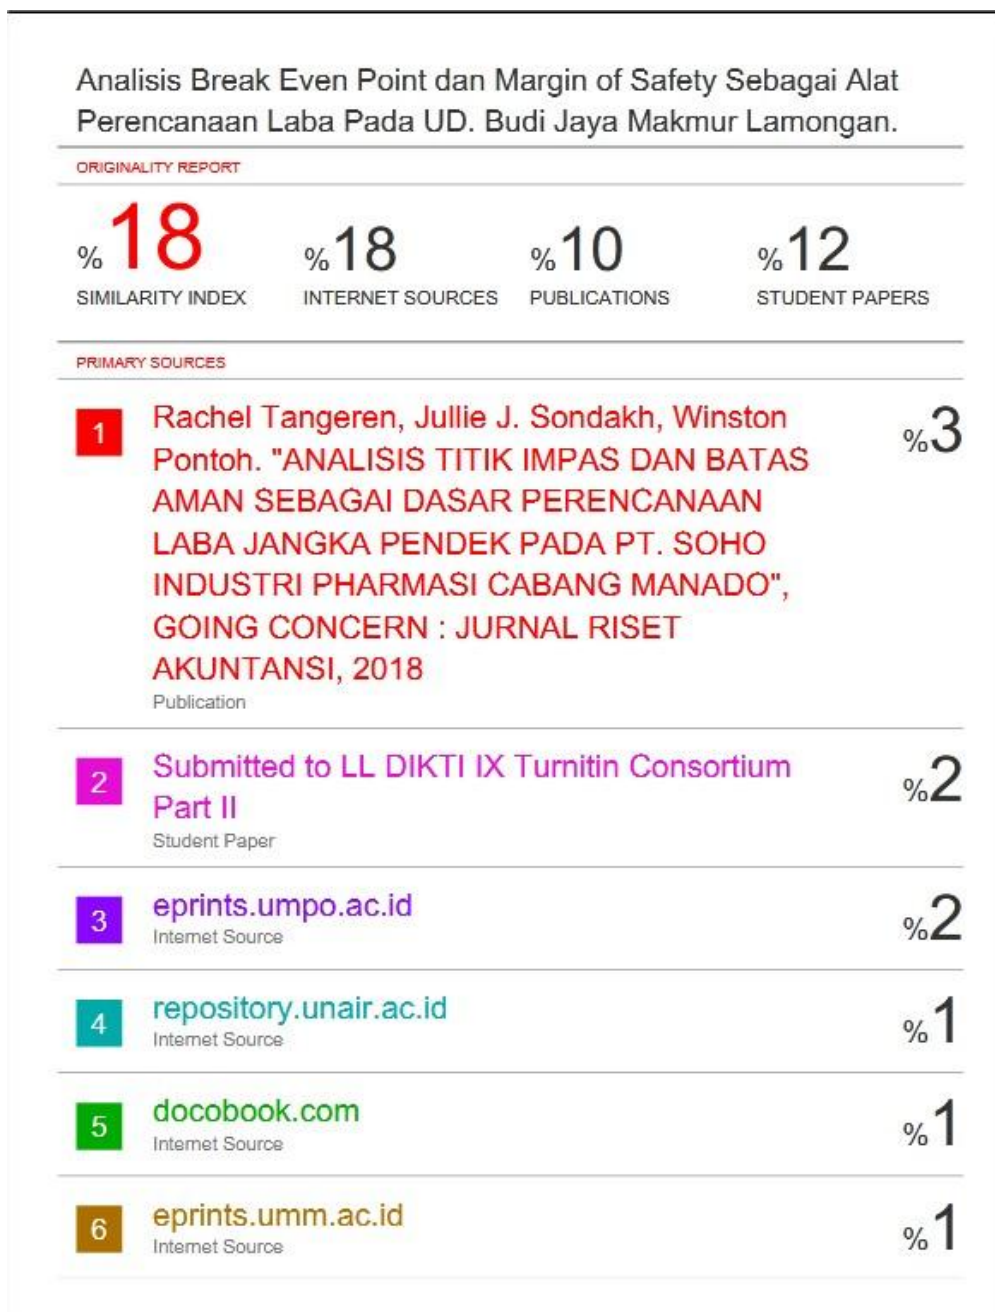 Analisis Break Even Point dan Margin of Safety Sebagai Alat
Perencanaan Laba Pada UD. Budi Jaya Makmur Lamongan.
ORIGINALITY REPORT
%18 %18 %10 %12
SIMILARITY INDEX INTERNET SOURCES PUBLICATIONS STUDENT PAPERS
PRIMARY SOURCES
1 Rachel Tangeren, Jullie J. Sondakh, Winston %3
Pontoh. "ANALISIS TITIK IMPAS DAN BATAS
AMAN SEBAGAI DASAR PERENCANAAN
LABA JANGKA PENDEK PADA PT. SOHO
INDUSTRI PHARMASI CABANG MANADO",
GOING CONCERN : JURNAL RISET
AKUNTANSI, 2018
Publication
2 Submitted to LL DIKTI IX Turnitin Consortium %2
Part II
Student Paper
3 eprints.umpo.ac.id %2
Internet Source
4 repository.unair.ac.id %1
Internet Source
5 docobook.com %1
Internet Source
6 eprints.umm.ac.id %1
Internet Source